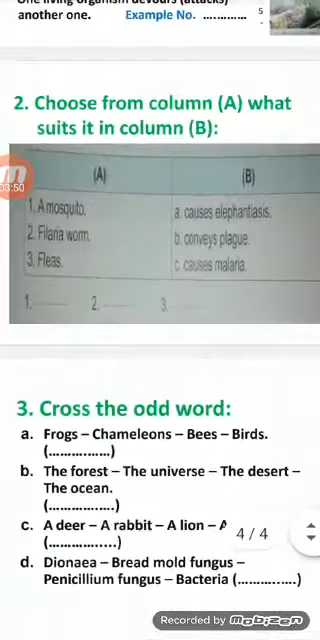 another one. Example No. .............
5
2. Choose from column (A) what
suits it in column (B):
03:50
(A) (B)
1. A mosquito. a. causes elephantiasis.
2. Filaria worm. b. conveys plague.
3. Fleas. c. causes malaria.
1. 2. 3.
3. Cross the odd word:
a. Frogs – Chameleons – Bees – Birds.
(...............)
b. The forest – The universe – The desert –
The ocean.
(...............)
c. A deer – A rabbit – A lion –
(...............)
4 / 4
d. Dionaea – Bread mold fungus –
Penicillium fungus – Bacteria (...............)
Recorded by Mobizen